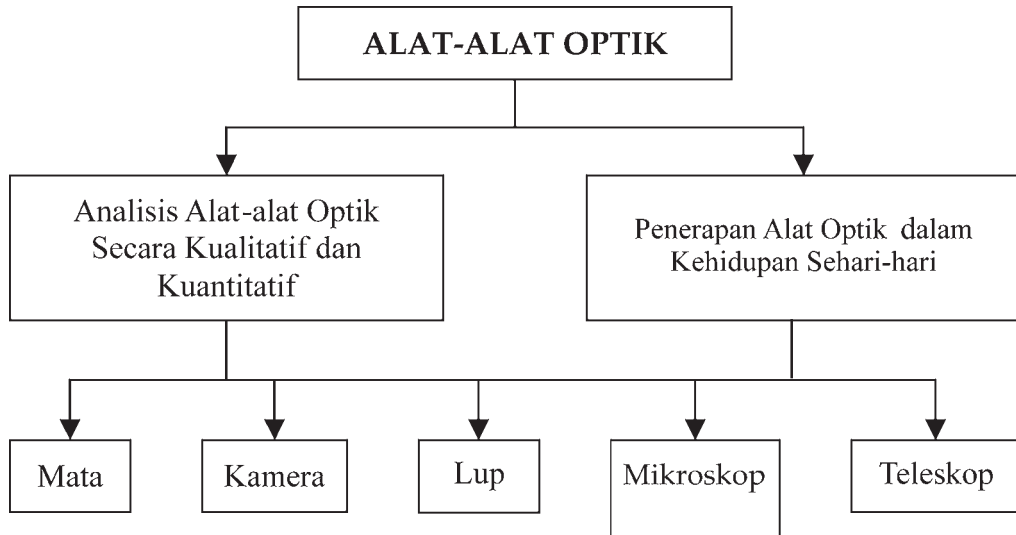 ALAT-ALAT OPTIK
Analisis Alat-alat Optik
Secara Kualitatif dan
Kuantitatif
Penerapan Alat Optik dalam
Kehidupan Sehari-hari
Mata
Kamera
Lup
Mikroskop
Teleskop